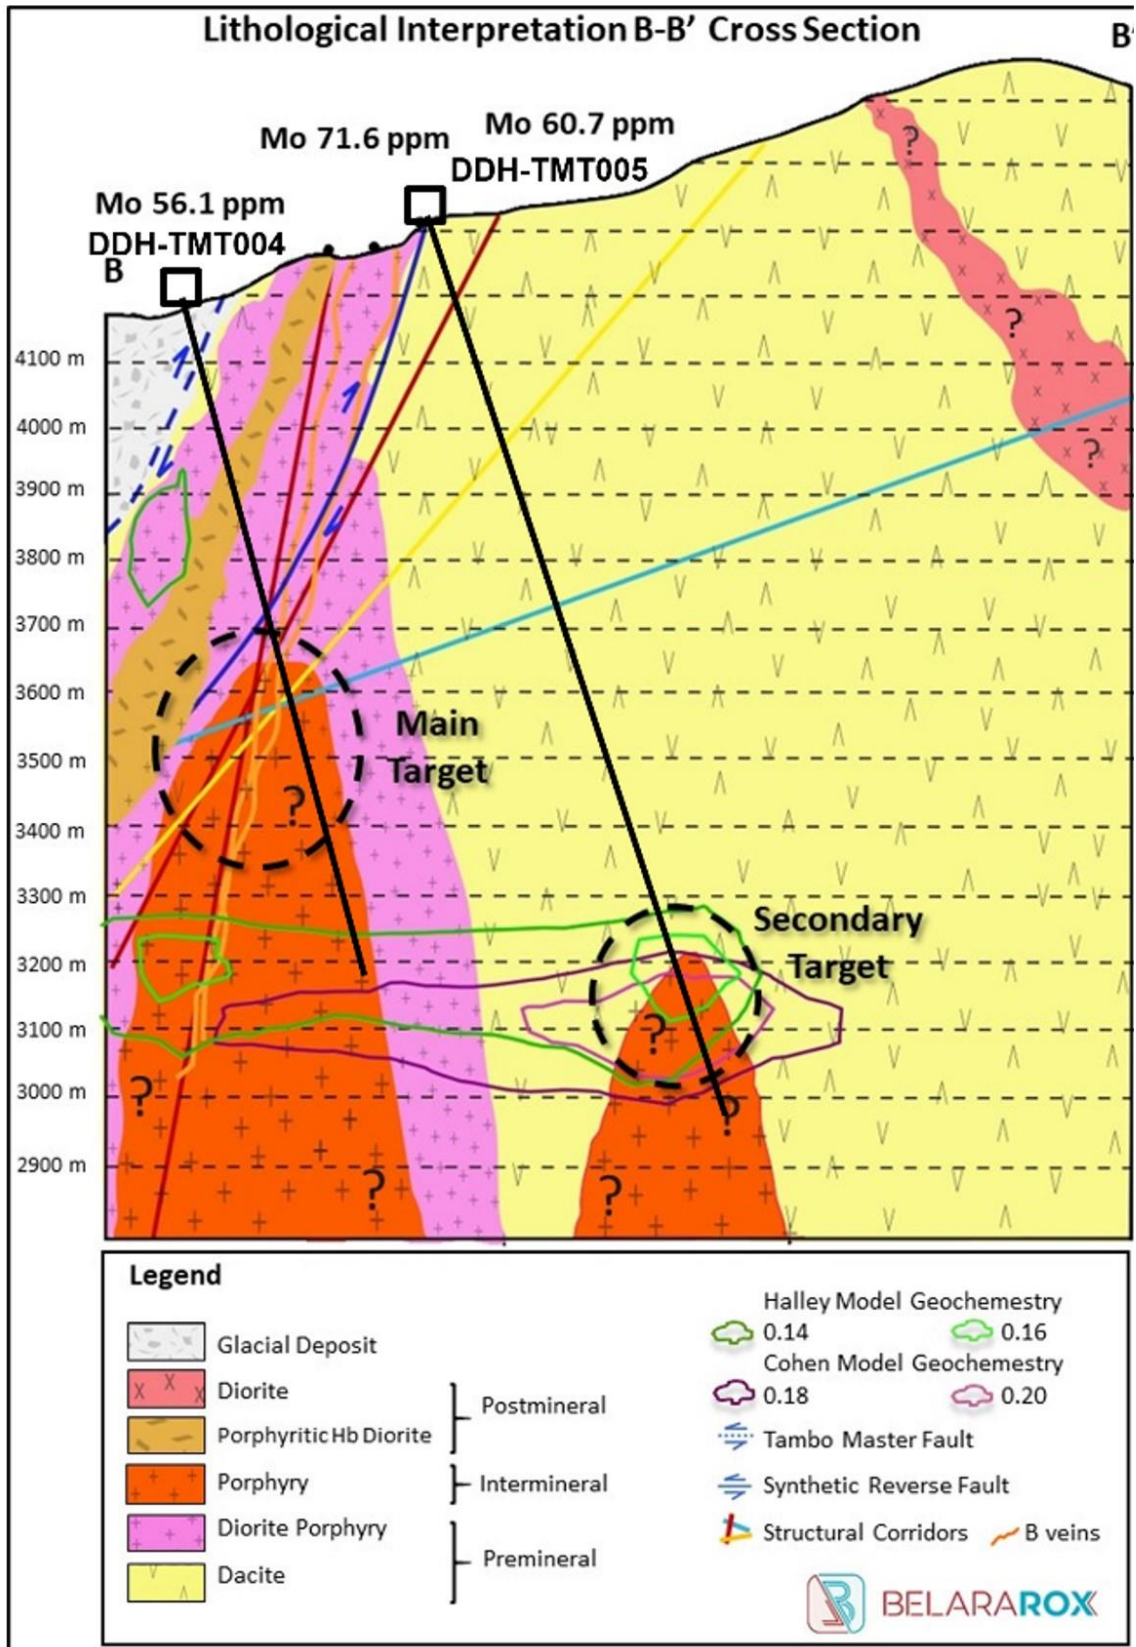 Lithological Interpretation B-B’ Cross Section
B’
Mo 71.6 ppm
Mo 60.7 ppm
DDH-TMT005
Mo 56.1 ppm
DDH-TMT004
B
?
?
?
4100 m
4000 m
3900 m
3800 m
3700 m
3600 m
3500 m
3400 m
3300 m
3200 m
3100 m
3000 m
2900 m
Main
Target
?
Secondary
Target
?
?
?
?
?
Legend
Glacial Deposit
Diorite
Porphyritic Hb Diorite
Postmineral
Porphyry
Intermineral
Diorite Porphyry
Dacite
Premineral
Halley Model Geochemestry
0.14
0.16
Cohen Model Geochemestry
0.18
0.20
Tambo Master Fault
Synthetic Reverse Fault
Structural Corridors
B veins
BELARAROX